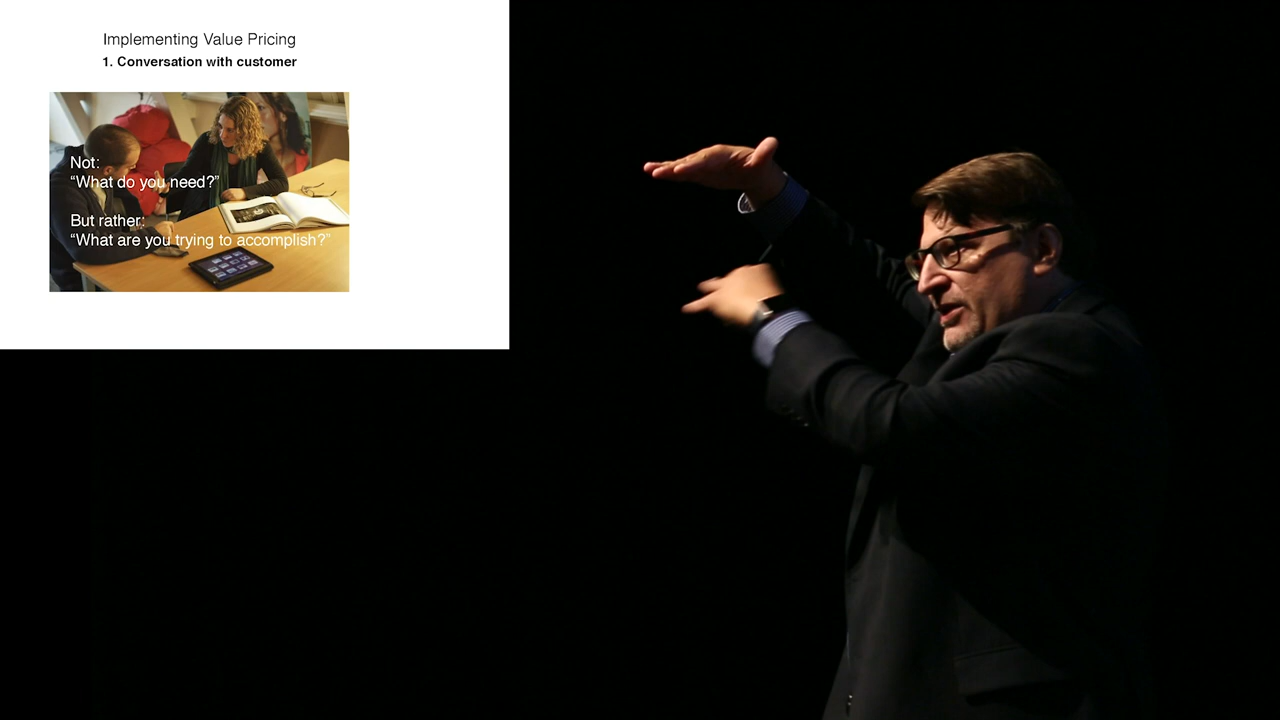 Implementing Value Pricing
1. Conversation with customer
Not:
“What do you need?”
But rather:
“What are you trying to accomplish?”